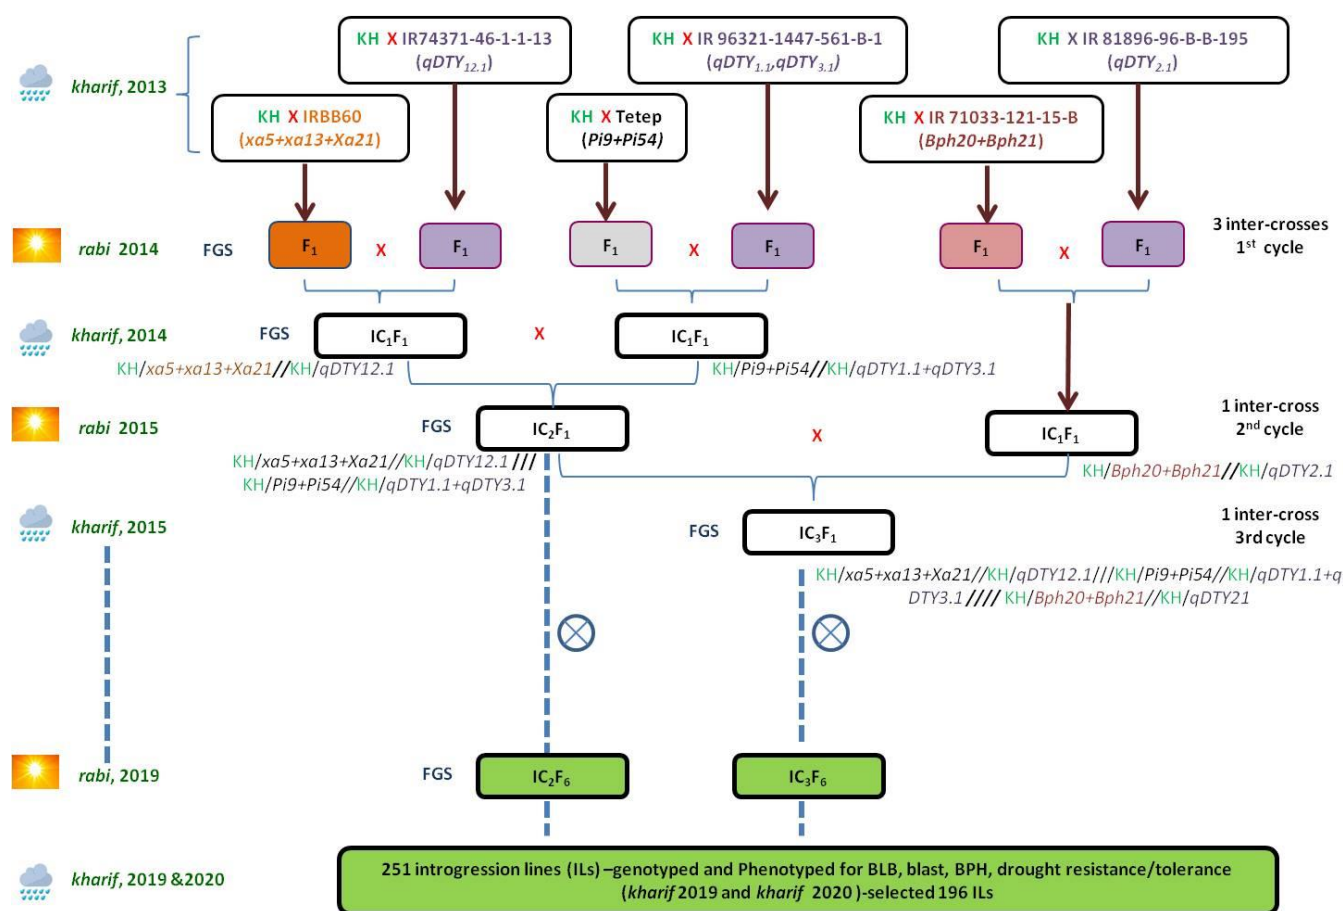 KH X IR74371-46-1-1-13
(qDTY12.1)
KH X IR 96321-1447-561-B-1
(qDTY1.1,qDTY3.1)
KH X IR 81896-96-B-B-195
(qDTY2.1)
kharif, 2013
KH X IRBB60
(xa5+xa13+Xa21)
KH X Tetep
(Pi9+Pi54)
KH X IR 71033-121-15-B
(Bph20+Bph21)
rabi 2014 FGS F1 X F1 F1 X F1 F1 X F1
3 inter-crosses
1st cycle
kharif, 2014 FGS IC1F1 X IC1F1
KH/xa5+xa13+Xa21//KH/qDTY12.1
KH/Pi9+Pi54//KH/qDTY1.1+qDTY3.1
rabi 2015 FGS IC2F1 X IC1F1
1 inter-cross
2nd cycle
KH/xa5+xa13+Xa21//KH/qDTY12.1///
KH/Pi9+Pi54//KH/qDTY1.1+qDTY3.1
KH/Bph20+Bph21//KH/qDTY2.1
kharif, 2015 FGS IC3F1
1 inter-cross
3rd cycle
KH/xa5+xa13+Xa21//KH/qDTY12.1///KH/Pi9+Pi54//KH/qDTY1.1+q
DTY3.1//// KH/Bph20+Bph21//KH/qDTY21
rabi, 2019 FGS IC2F6 IC3F6
kharif, 2019 &2020
251 introgression lines (ILs) –genotyped and Phenotyped for BLB, blast, BPH, drought resistance/tolerance
(kharif 2019 and kharif 2020 )-selected 196 ILs